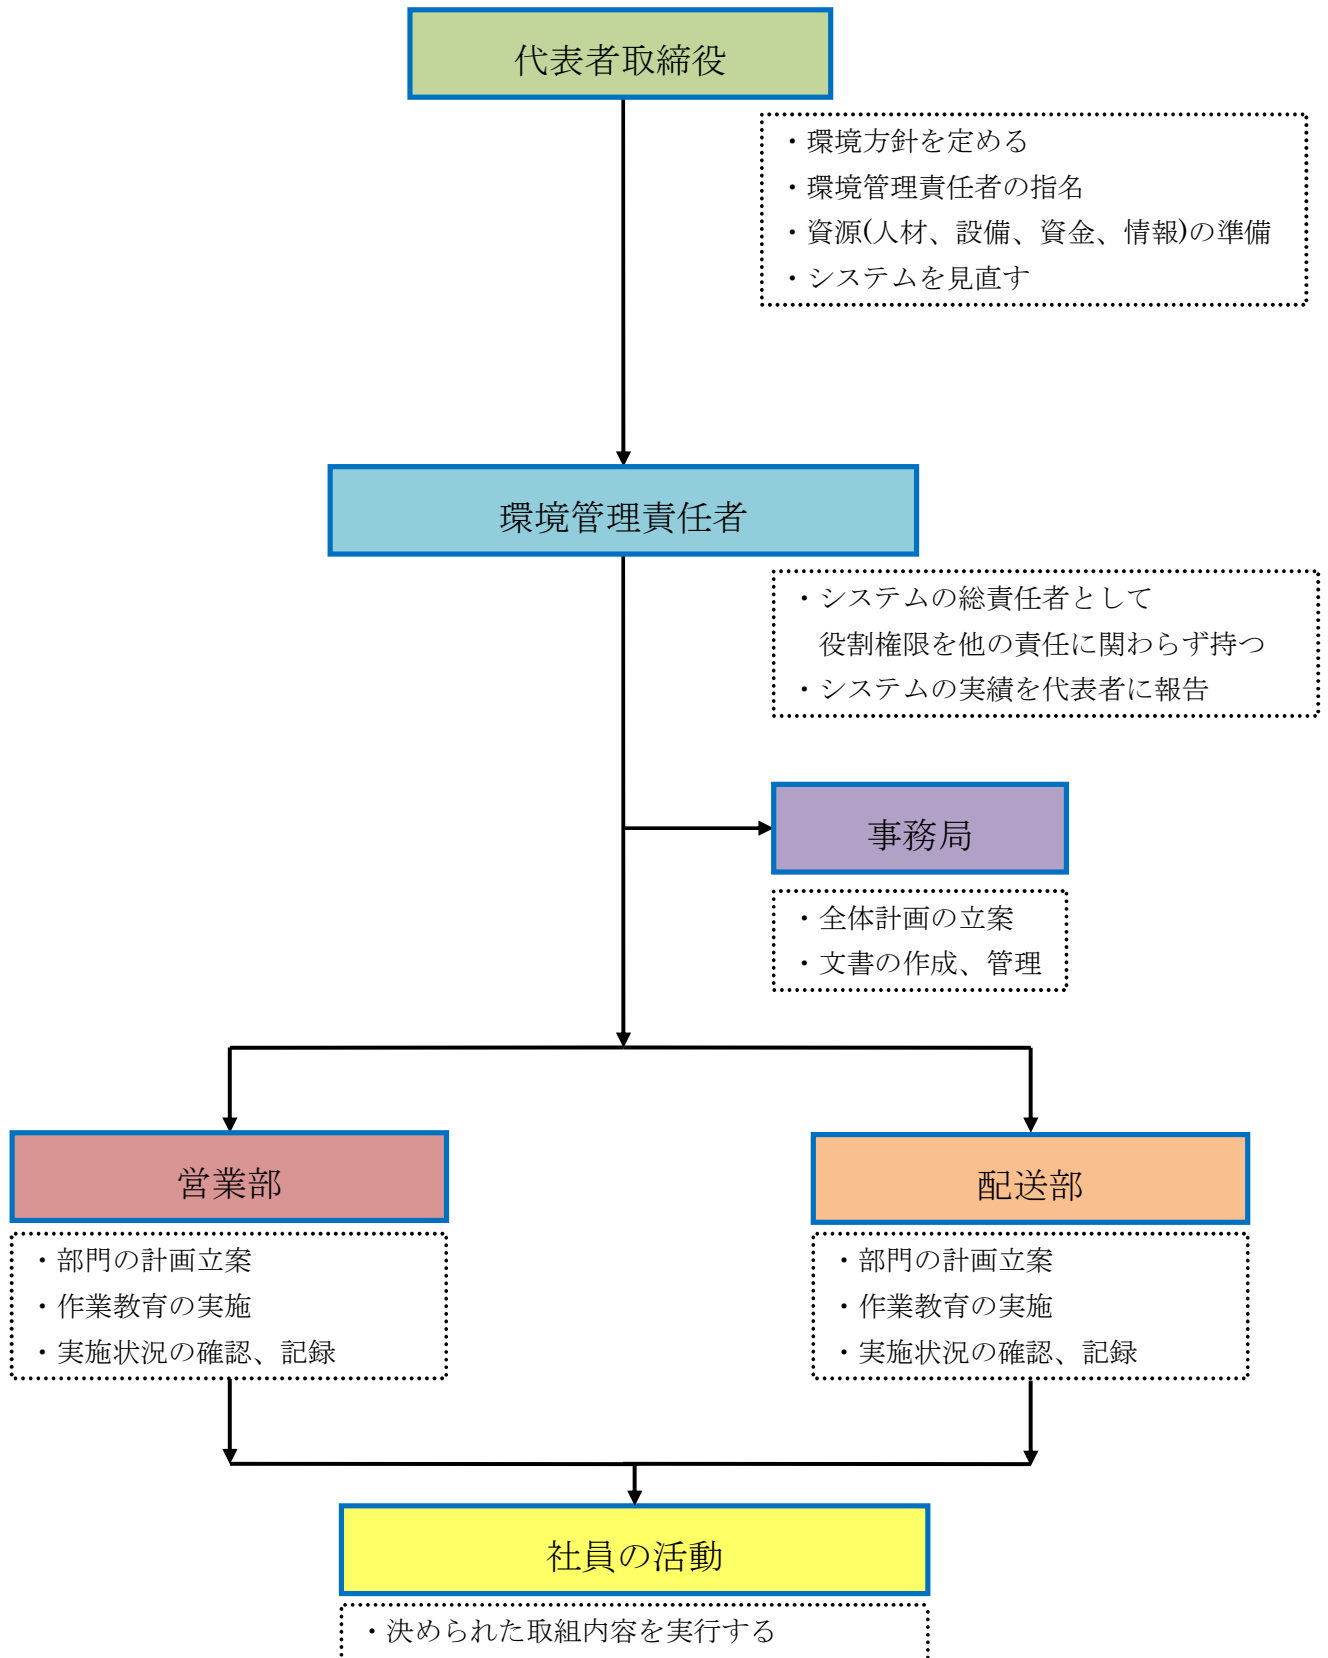 代表者取締役
・環境方針を定める
・環境管理責任者の指名
・資源(人材、設備、資金、情報)の準備
・システムを見直す
環境管理責任者
・システムの総責任者として
役割権限を他の責任に関わらず持つ
・システムの実績を代表者に報告
事務局
・全体計画の立案
・文書の作成、管理
営業部
・部門の計画立案
・作業教育の実施
・実施状況の確認、記録
配送部
・部門の計画立案
・作業教育の実施
・実施状況の確認、記録
社員の活動
・決められた取組内容を実行する